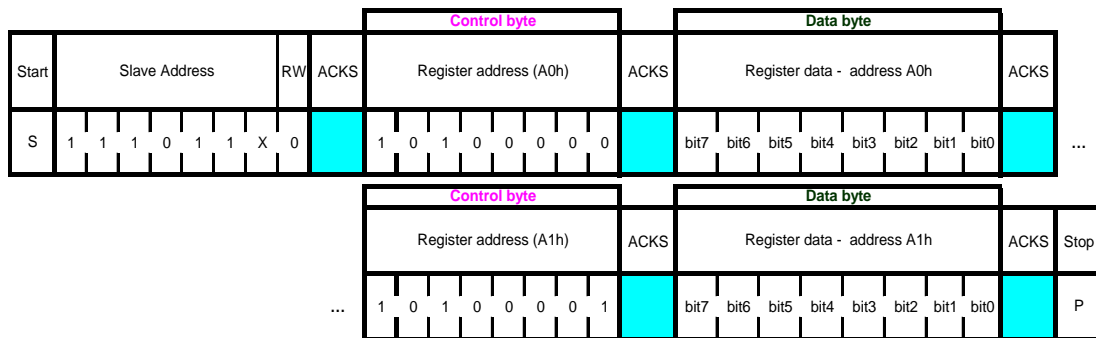 Control byte Data byte
Start Slave Address RW ACKS Register address (A0h) ACKS Register data - address A0h ACKS
S 1 1 1 0 1 1 X 0 1 0 1 0 0 0 0 0 bit7 bit6 bit5 bit4 bit3 bit2 bit1 bit0 ...
Control byte Data byte
Register address (A1h) ACKS Register data - address A1h ACKS Stop
... 1 0 1 0 0 0 0 1 bit7 bit6 bit5 bit4 bit3 bit2 bit1 bit0 P